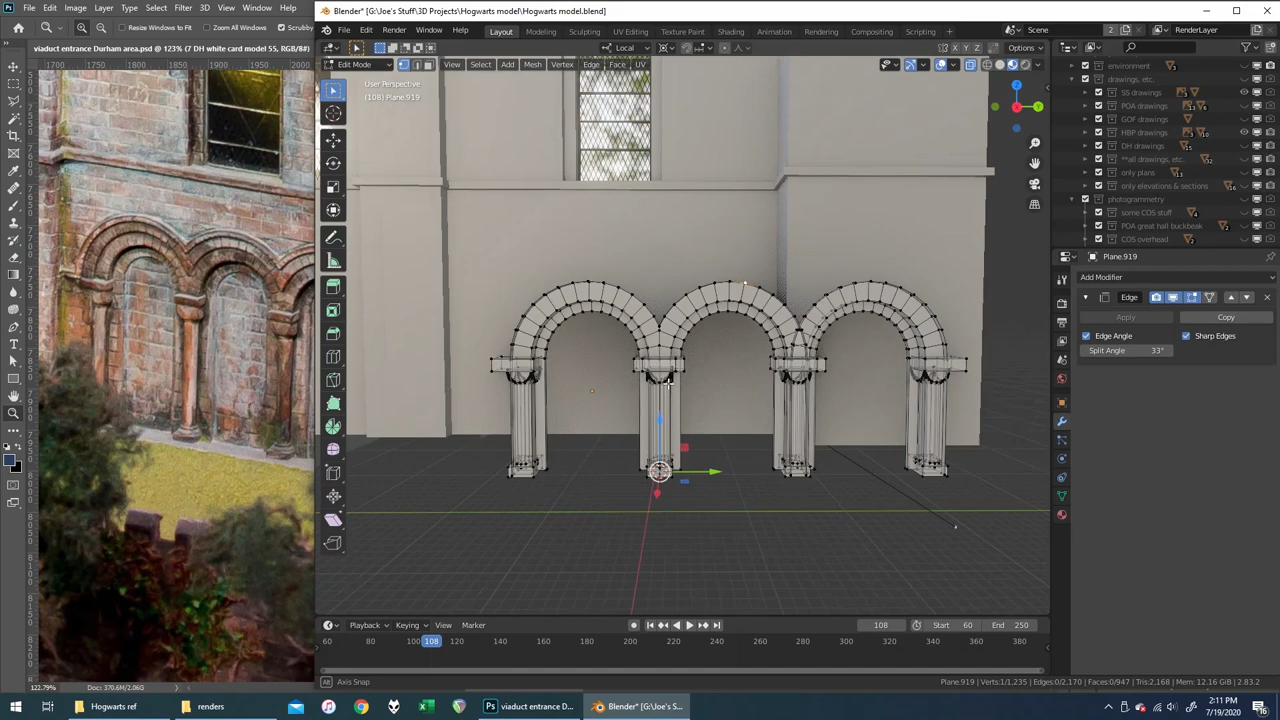 File Edit Image Layer Type Select Filter 3D View Window Help
Resize Windows to Fit Zoom All Windows Scrubby
viaduct entrance Durham area.psd @ 123% (7 DH white card model 55, RGB/8#)
1700 1750 1800 1850 1900 1950 2000
122.79% Doc: 370.6M/2.06G
Blender* [G:\Joe's Stuff\3D Projects\Hogwarts model\Hogwarts model.blend]
File Edit Render Window Help
Layout Modeling Sculpting UV Editing Texture Paint Shading Animation Rendering Compositing Scripting +
Scene 2 RenderLayer
Local X Y Z Options
Edit Mode View Select Add Mesh Vertex Edge Face UV
User Perspective
(108) Plane.919
Z
Y
environment
drawings, etc.
SS drawings
POA drawings
GOF drawings
HBP drawings
DH drawings
**all drawings, etc.
only plans
only elevations & sections
photogrammetry
some COS stuff
POA great hall buckbeak
COS overhead
Plane.919
Add Modifier
Edge
Apply Copy
Edge Angle Sharp Edges
Split Angle 33°
Playback Keying View Marker 108 Start 60 End 250
60 80 100 108 120 140 160 180 200 220 240 260 280 300 320 340 360 380
Alt Axis Snap
Plane.919 | Verts:1/1,235 | Edges:0/2,170 | Faces:0/947 | Tris:2,168 | Mem: 12.16 GiB | 2.83.2
Hogwarts ref renders viaduct entrance D... Blender* [G:\Joe's S...
2:11 PM
7/19/2020
16